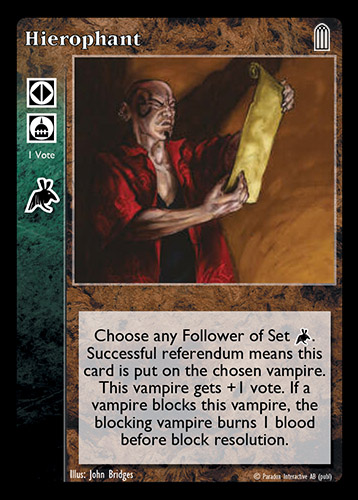 Hierophant
1 Vote
Choose any Follower of Set .
Successful referendum means this
card is put on the chosen vampire.
This vampire gets +1 vote. If a
vampire blocks this vampire, the
blocking vampire burns 1 blood
before block resolution.
Illus: John Bridges
© Paradox Interactive AB (publ)